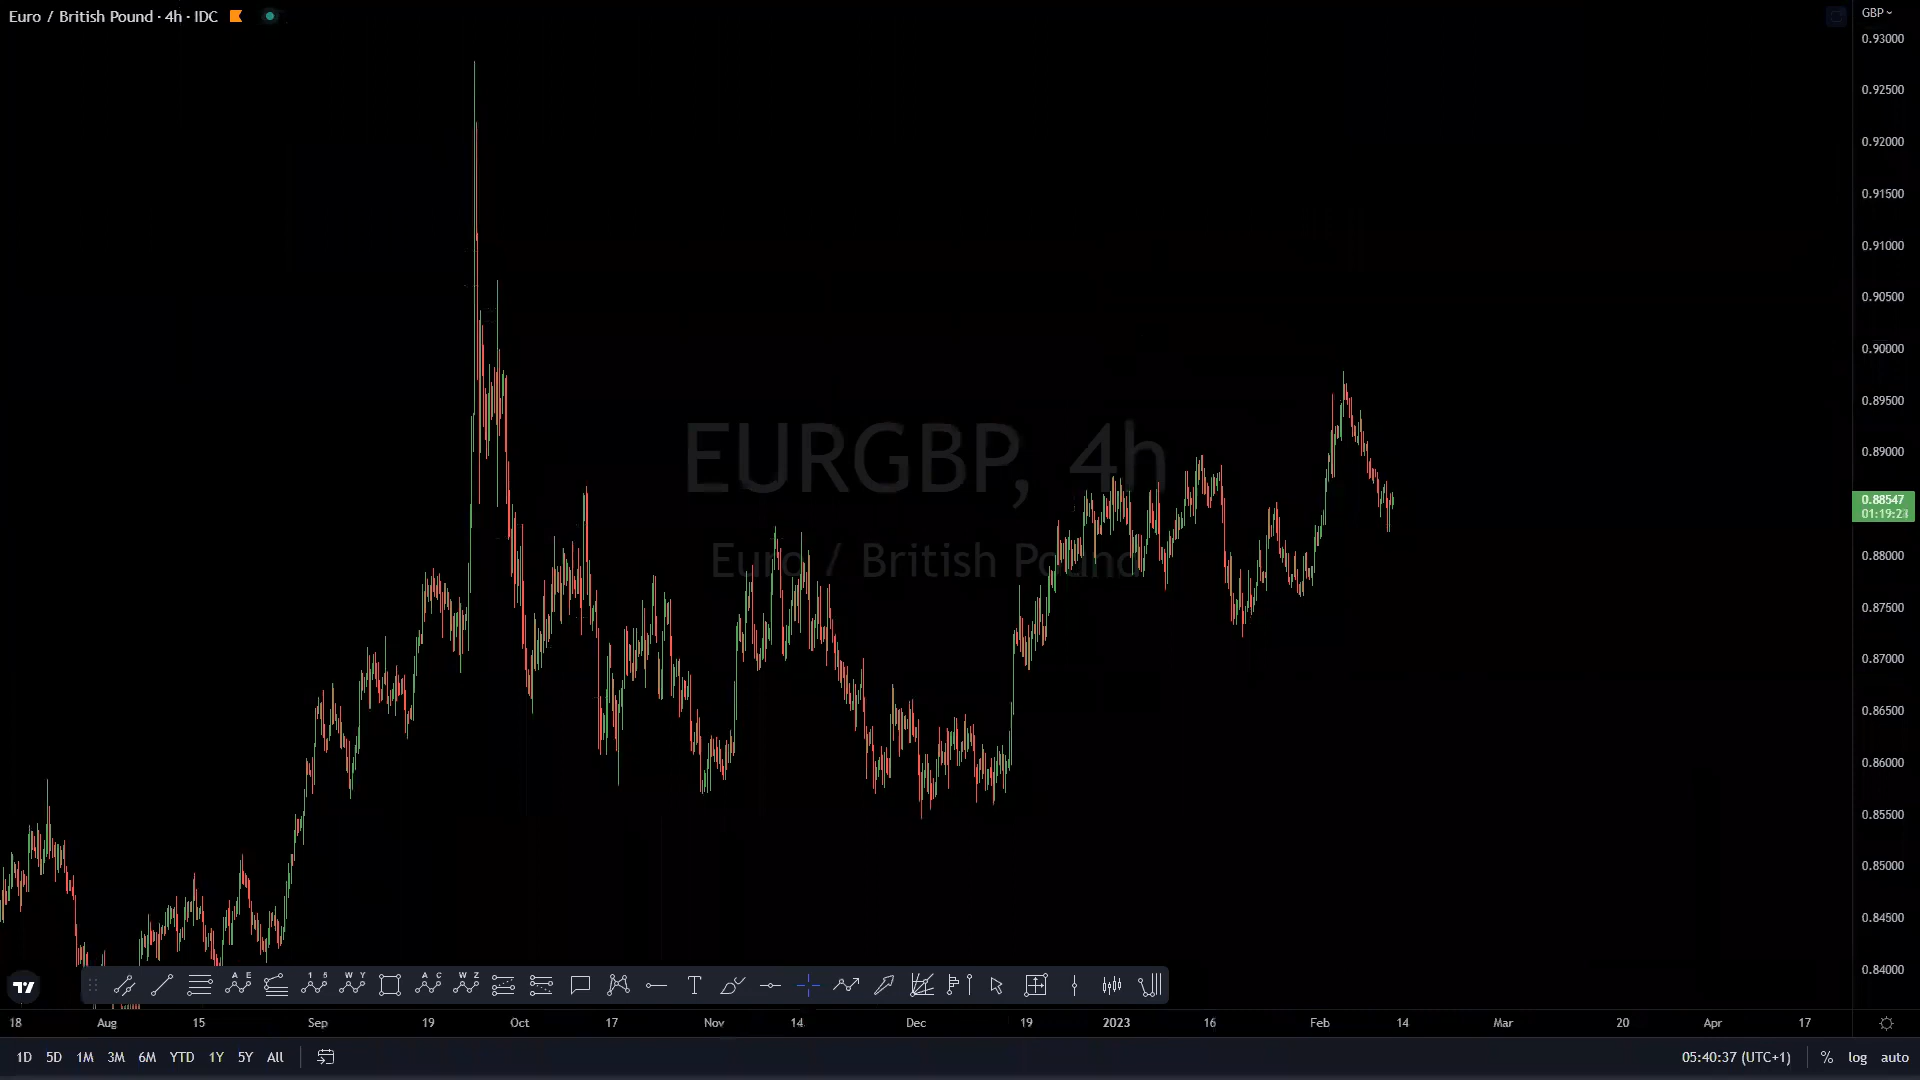 Euro / British Pound · 4h · IDC
GBP
0.93000
0.92500
0.92000
0.91500
0.91000
0.90500
0.90000
0.89500
0.89000
0.88547
01:19:23
0.88000
0.87500
0.87000
0.86500
0.86000
0.85500
0.85000
0.84500
0.84000
EURGBP, 4h
Euro / British Pound
A E
1 5
W Y
A C
W Z
T
18 Aug 15 Sep 19 Oct 17 Nov 14 Dec 19 2023 16 Feb 14 Mar 20 Apr 17
1D 5D 1M 3M 6M YTD 1Y 5Y All
05:40:37 (UTC+1) % log auto